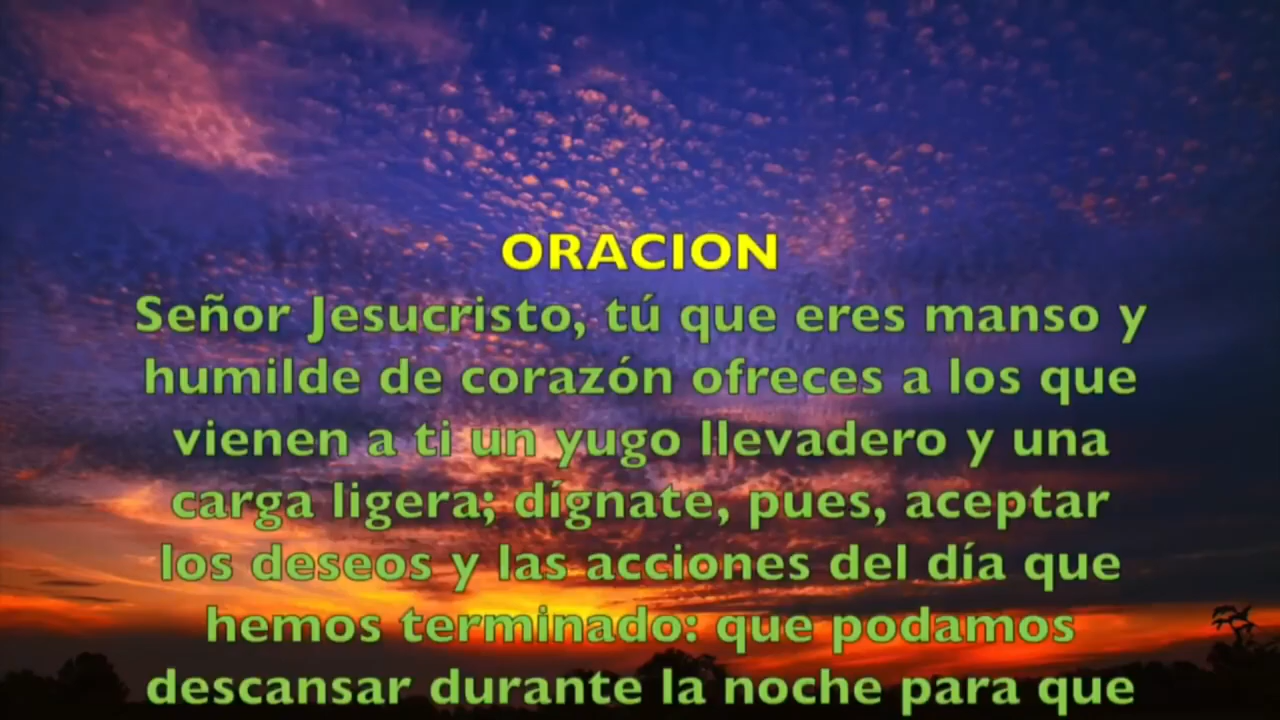 ORACION
Señor Jesucristo, tú que eres manso y
humilde de corazón ofreces a los que
vienen a ti un yugo llevadero y una
carga ligera; dígnate, pues, aceptar
los deseos y las acciones del día que
hemos terminado: que podamos
descansar durante la noche para que